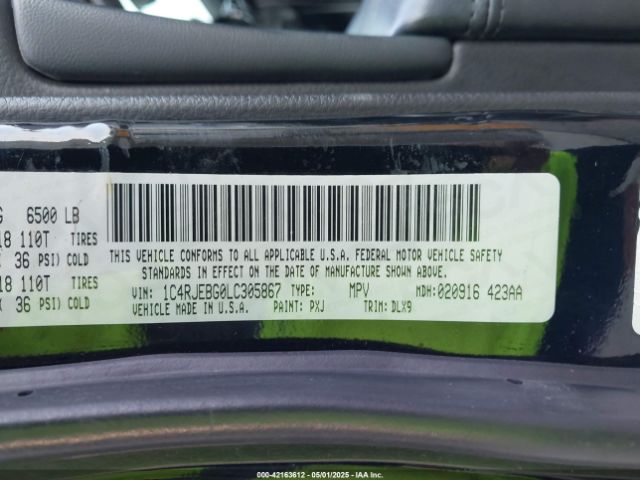 G 6500 LB
18 110T TIRES
36 PSI) COLD
18 110T TIRES
36 PSI) COLD
THIS VEHICLE CONFORMS TO ALL APPLICABLE U.S.A. FEDERAL MOTOR VEHICLE SAFETY
STANDARDS IN EFFECT ON THE DATE OF MANUFACTURE SHOWN ABOVE.
VIN: 1C4RJEBG0LC305867 TYPE: MPV MDH:020916 423AA
VEHICLE MADE IN U.S.A. PAINT: PXJ TRIM: DLX9
000-42163612 - 05/01/2025 - IAA Inc.